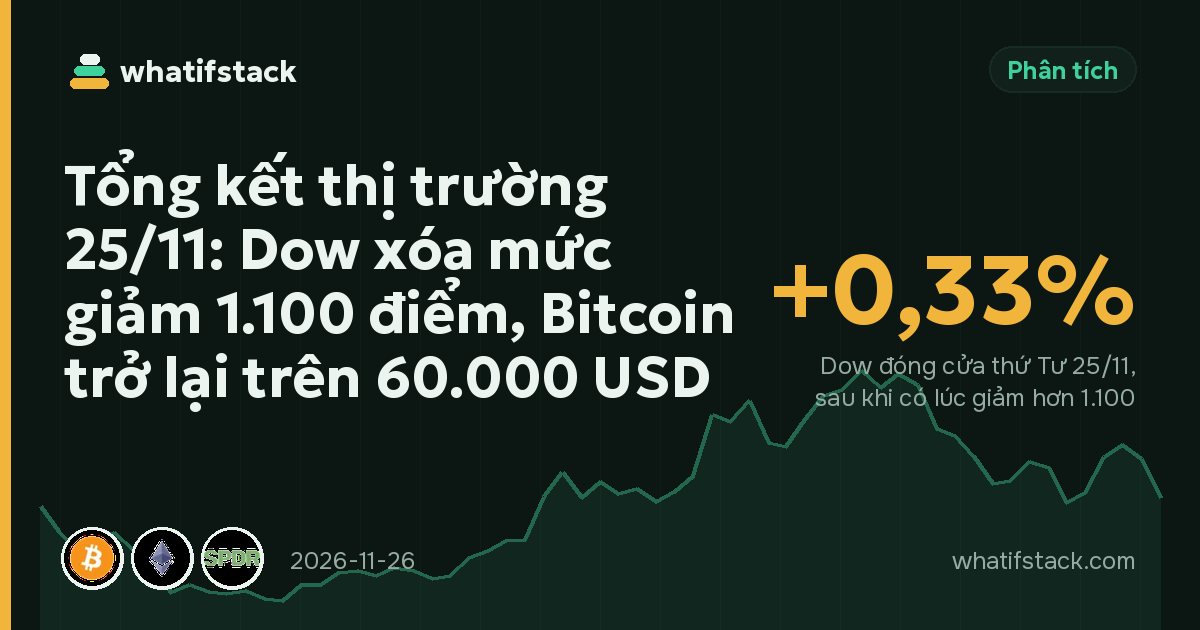 whatifstack
Phân tích
Tổng kết thị trường
25/11: Dow xóa mức
giảm 1.100 điểm, Bitcoin
trở lại trên 60.000 USD
+0,33%
Dow đóng cửa thứ Tư 25/11,
sau khi có lúc giảm hơn 1.100
SPDR
2026-11-26
whatifstack.com